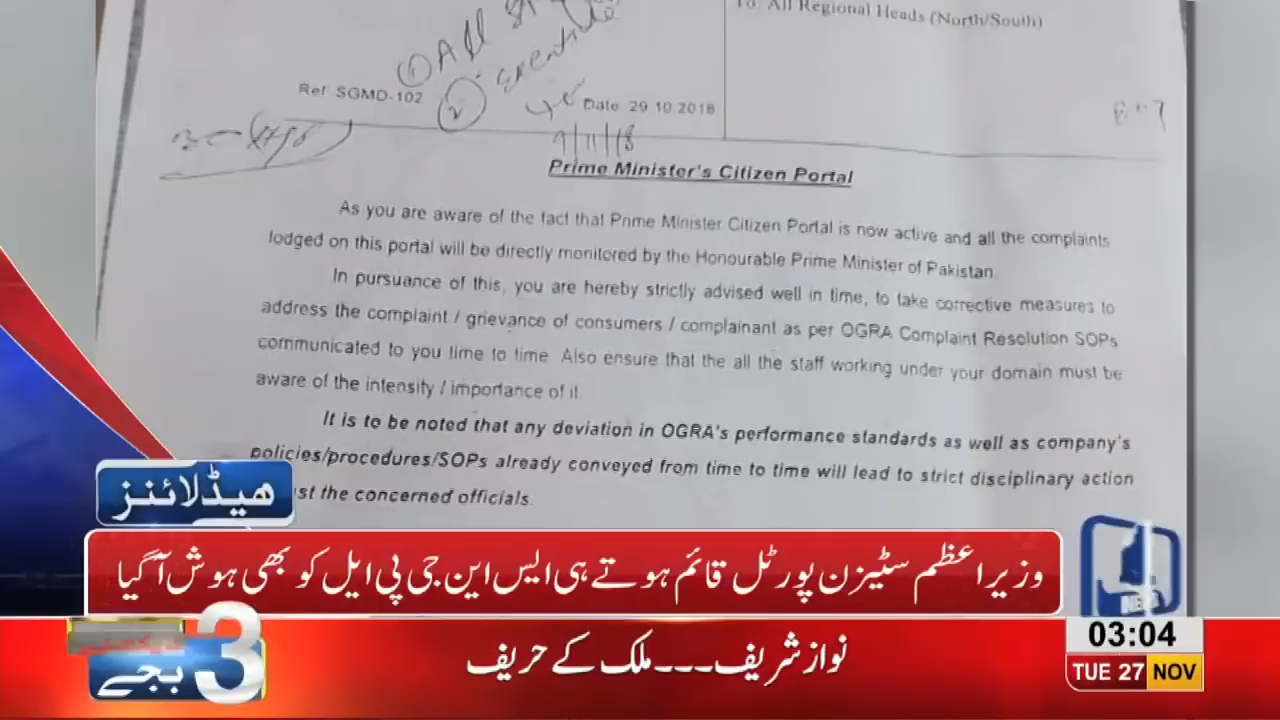 To: All Regional Heads (North/South)
① All
② 
Ref SGMD-102
Date 29.10.2018
9/11/18
Prime Minister's Citizen Portal
As you are aware of the fact that Prime Minister Citizen Portal is now active and all the complaints
lodged on this portal will be directly monitored by the Honourable Prime Minister of Pakistan.
In pursuance of this, you are hereby strictly advised well in time, to take corrective measures to
address the complaint / grievance of consumers / complainant as per OGRA Complaint Resolution SOPs
communicated to you time to time. Also ensure that the all the staff working under your domain must be
aware of the intensity / importance of it.
It is to be noted that any deviation in OGRA's performance standards as well as company's
policies/procedures/SOPs already conveyed from time to time will lead to strict disciplinary action
the concerned officials.
ہیڈلائنز
وزیراعظم سٹیزن پورٹل قائم ہوتے ہی ایس این جی پی ایل کو بھی ہوش آگیا
NEWS
3 بجے
نواز شریف۔۔۔ملک کے حریف
03:04
TUE 27 NOV